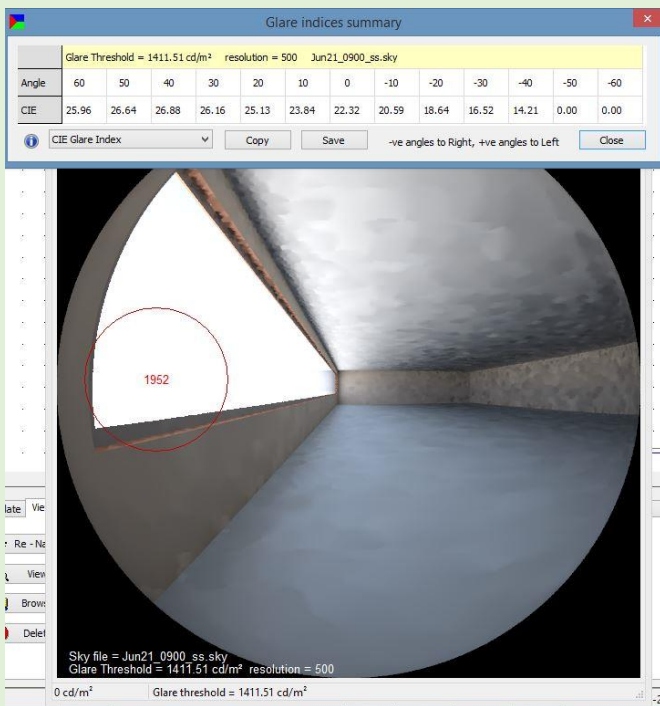 Glare indices summary
Glare Threshold = 1411.51 cd/m² resolution = 500 Jun21_0900_ss.sky
Angle 60 50 40 30 20 10 0 -10 -20 -30 -40 -50 -60
CIE 25.96 26.64 26.88 26.16 25.13 23.84 22.32 20.59 18.64 16.52 14.21 0.00 0.00
CIE Glare Index Copy Save -ve angles to Right, +ve angles to Left Close
1952
late Vie
Re - Na
View
Brows
Delet
Sky file = Jun21_0900_ss.sky
Glare Threshold = 1411.51 cd/m² resolution = 500
0 cd/m² Glare threshold = 1411.51 cd/m²